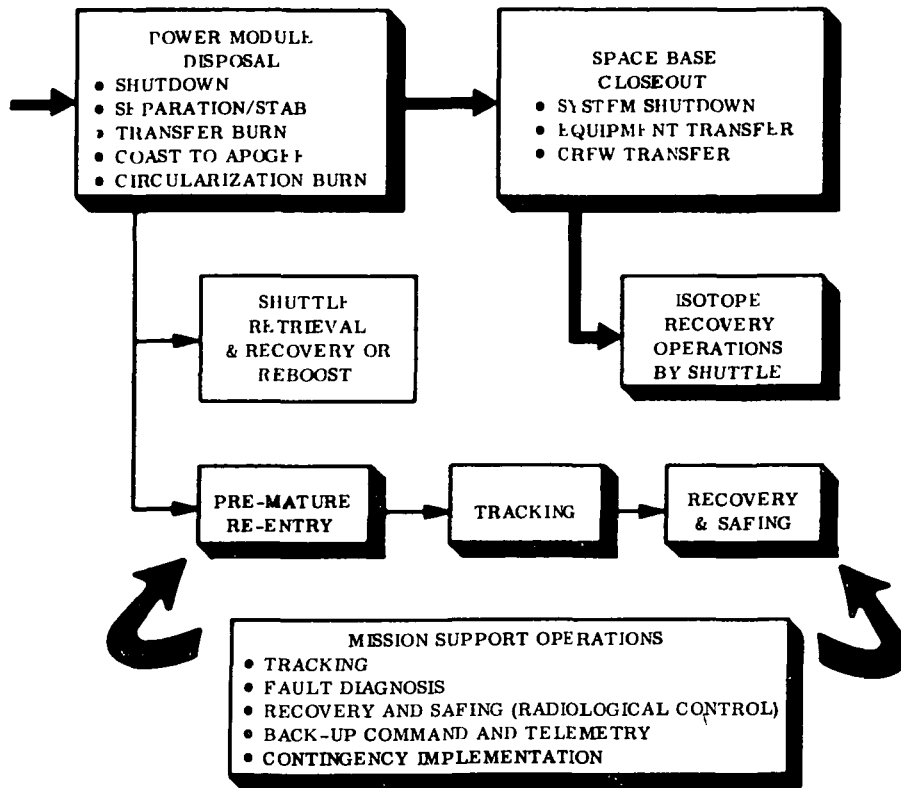 POWER MODULE
DISPOSAL
• SHUTDOWN
• SEPARATION/STAB
• TRANSFER BURN
• COAST TO APOGEE
• CIRCULARIZATION BURN
SPACE BASE
CLOSEOUT
• SYSTEM SHUTDOWN
• EQUIPMENT TRANSFER
• CREW TRANSFER
SHUTTLE
RETRIEVAL
& RECOVERY OR
REBOOST
ISOTOPE
RECOVERY
OPERATIONS
BY SHUTTLE
PRE-MATURE
RE-ENTRY
TRACKING
RECOVERY
& SAFING
MISSION SUPPORT OPERATIONS
• TRACKING
• FAULT DIAGNOSIS
• RECOVERY AND SAFING (RADIOLOGICAL CONTROL)
• BACK-UP COMMAND AND TELEMETRY
• CONTINGENCY IMPLEMENTATION